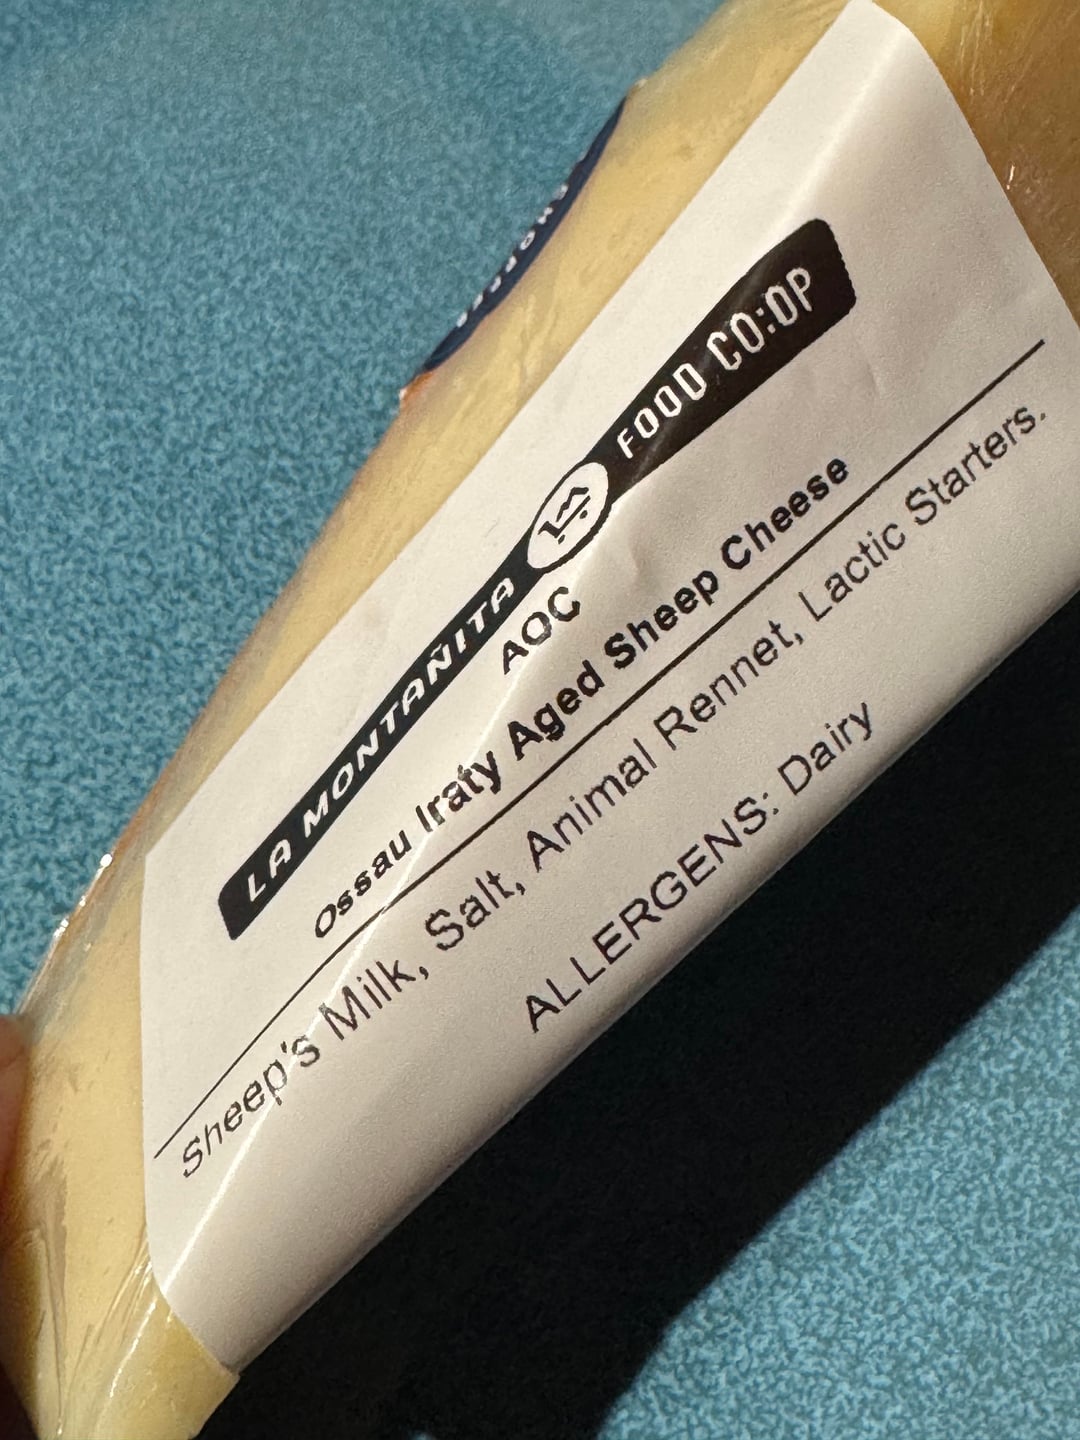 LA MONTAÑITA FOOD CO:OP
AOC
Ossau Iraty Aged Sheep Cheese
Sheep's Milk, Salt, Animal Rennet, Lactic Starters.
ALLERGENS: Dairy